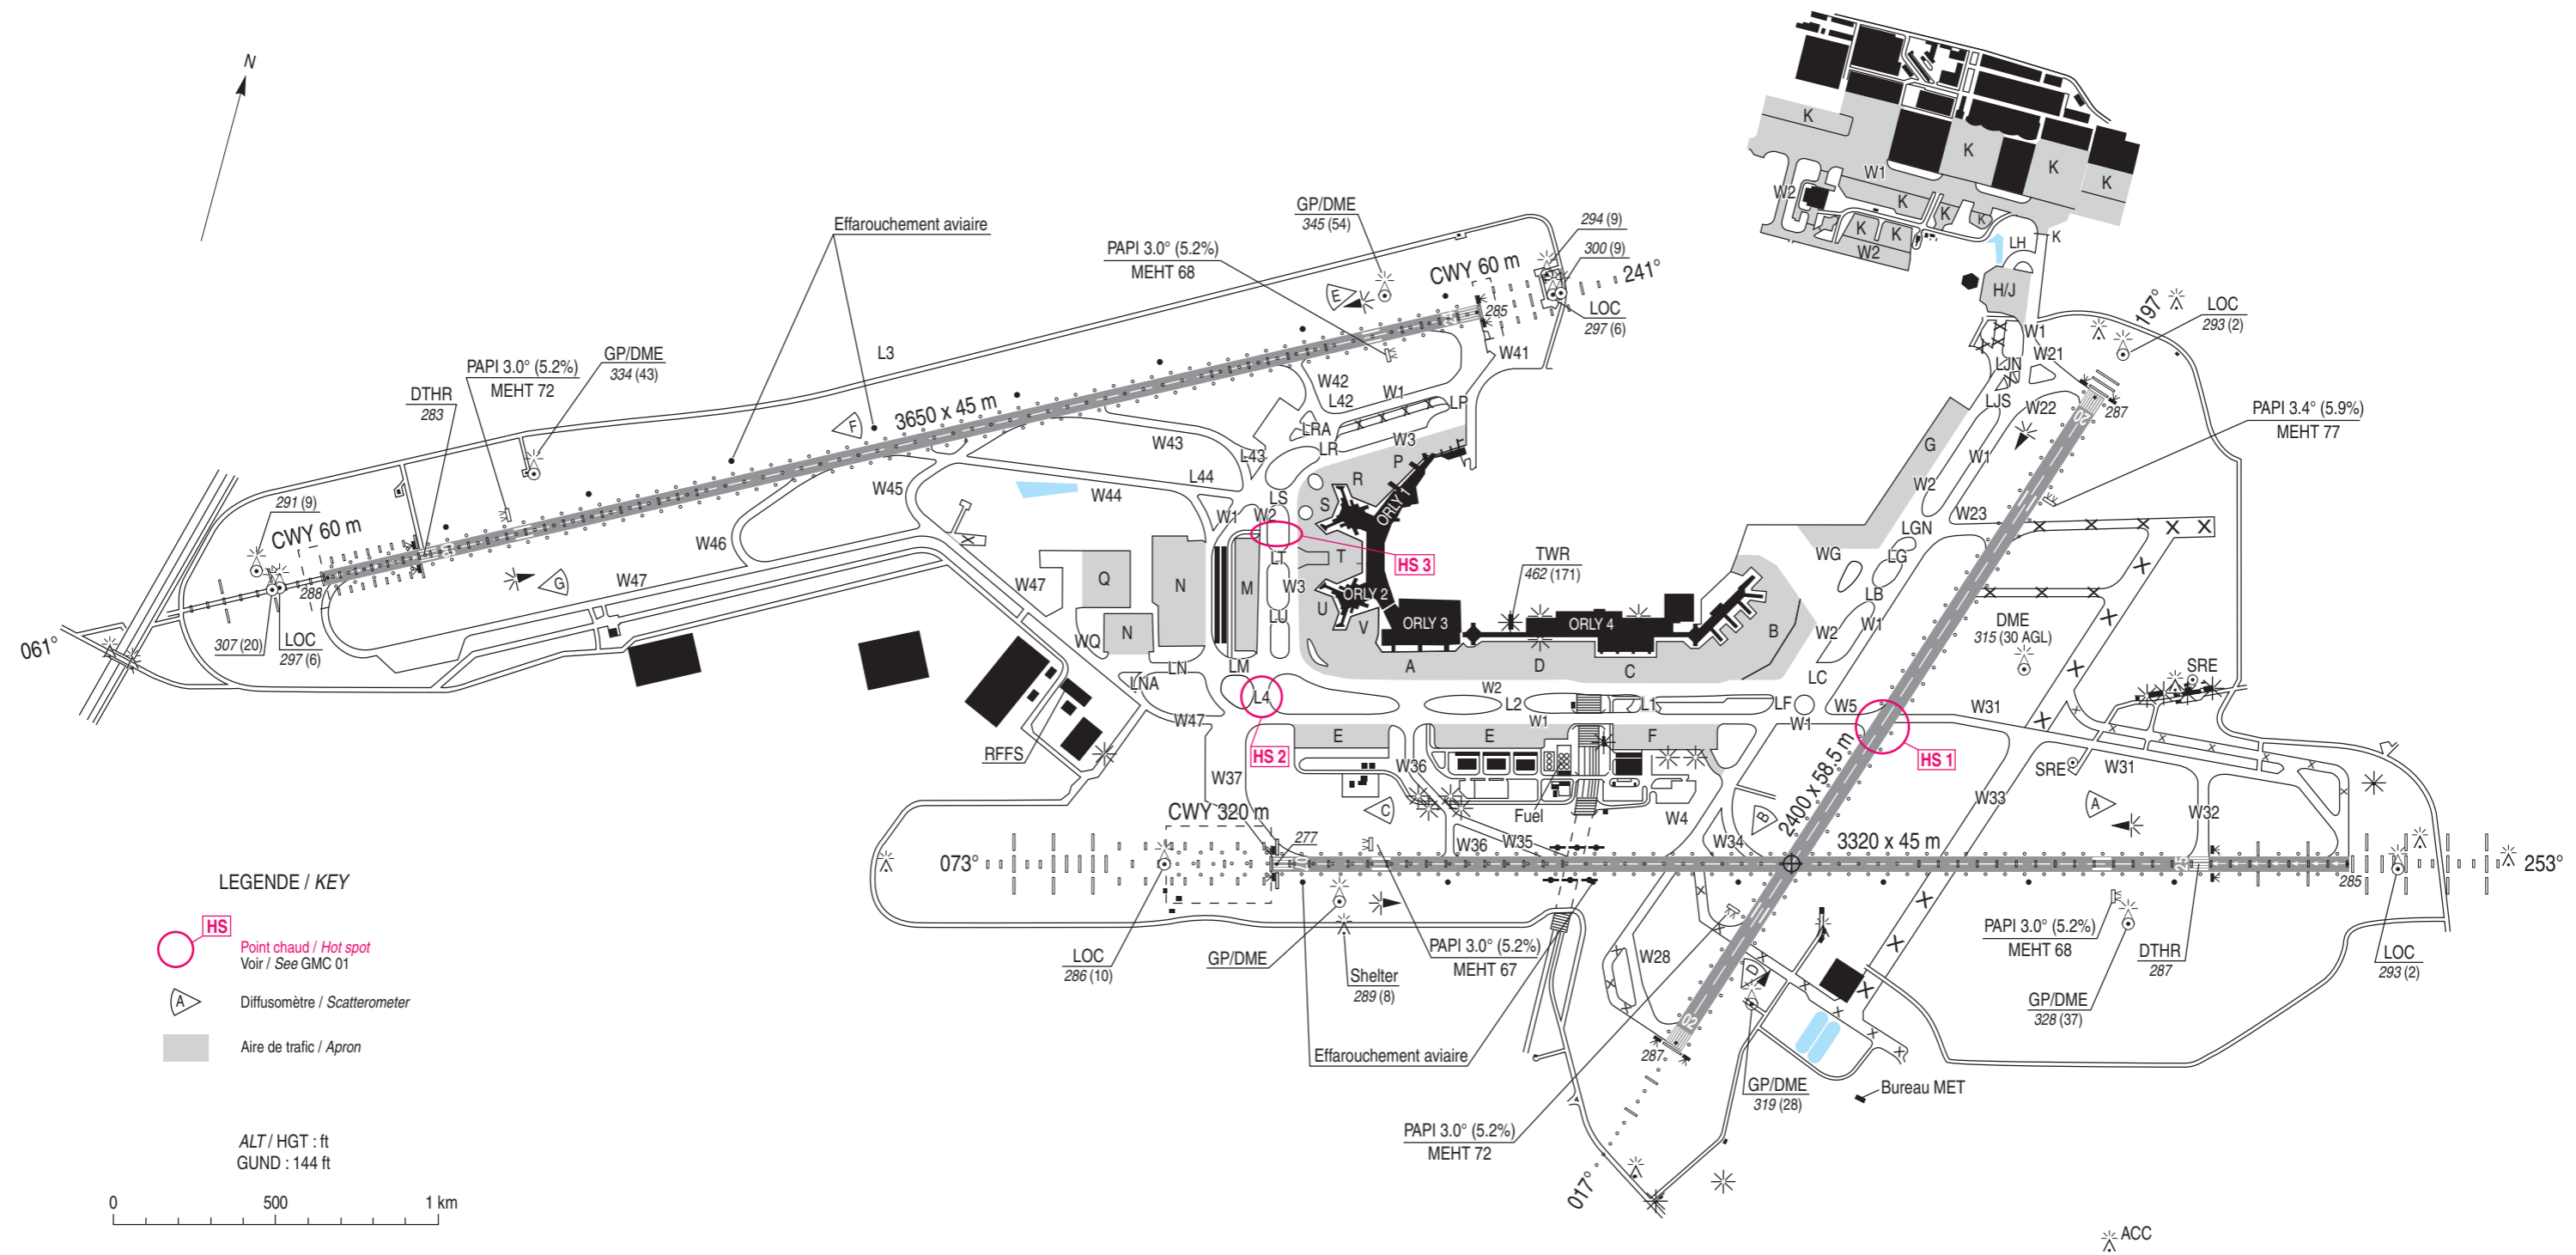 N
Effarouchement aviaire
GP/DME
345 (54)
294 (9)
300 (9)
PAPI 3.0° (5.2%)
MEHT 68
CWY 60 m
241°
E
285
LOC
297 (6)
W41
K
K
K
K
W1
W2
K
K
K
K
K
W2
LH
K
H/J
197°
LOC
293 (2)
W1
W21
LJN
LJS
W22
287
20
PAPI 3.4° (5.9%)
MEHT 77
L3
GP/DME
334 (43)
PAPI 3.0° (5.2%)
MEHT 72
DTHR
283
3650 x 45 m
F
W42
L42
W1
LP
LRA
LR
W3
P
W43
L43
L44
W44
W45
W46
R
S
LS
W1
W2
ORLY 1
HS 3
T
LT
W3
LU
ORLY 2
U
V
G
W1
W2
LGN
W23
WG
LG
LB
291 (9)
CWY 60 m
288
G
W47
061°
307 (20)
LOC
297 (6)
W47
Q
N
M
N
WQ
LN
LM
LNA
L4
W47
TWR
462 (171)
ORLY 3
ORLY 4
A
D
C
B
W2
W1
LC
DME
315 (30 AGL)
SRE
W2
L2
L1
LF
W5
W1
W1
W31
HS 2
HS 1
E
E
F
RFFS
W37
W36
C
Fuel
W4
B
2400 x 58.5 m
W33
SRE
W31
A
W32
CWY 320 m
277
W36
W35
W34
3320 x 45 m
073°
285
253°
LOC
286 (10)
GP/DME
Shelter
289 (8)
PAPI 3.0° (5.2%)
MEHT 67
W28
D
PAPI 3.0° (5.2%)
MEHT 68
DTHR
287
LOC
293 (2)
GP/DME
328 (37)
02
287
Effarouchement aviaire
GP/DME
319 (28)
Bureau MET
PAPI 3.0° (5.2%)
MEHT 72
017°
ACC
LEGENDE / KEY
HS
Point chaud / Hot spot
Voir / See GMC 01
A
Diffusomètre / Scatterometer
Aire de trafic / Apron
ALT / HGT : ft
GUND : 144 ft
0 500 1 km